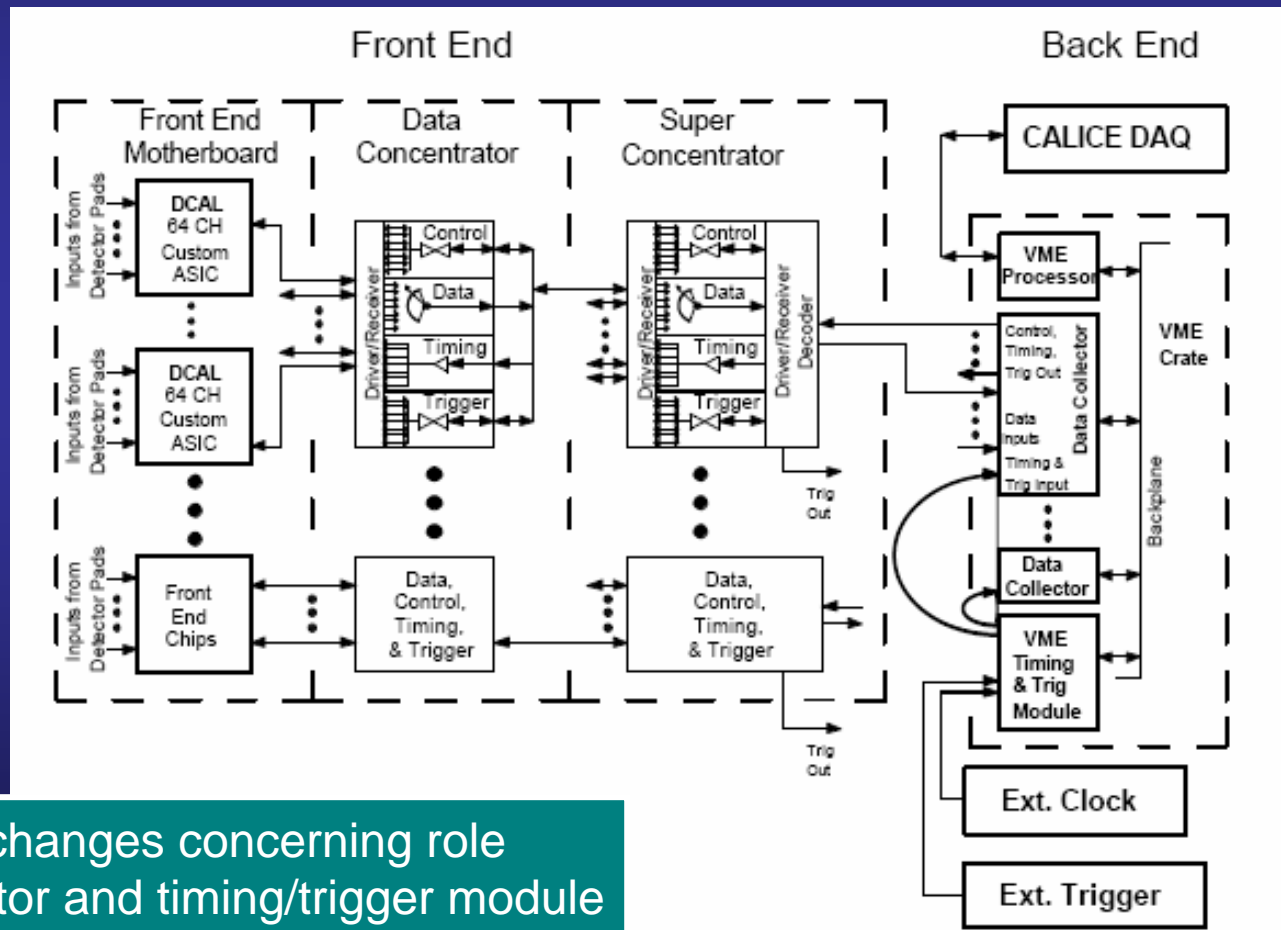 Front End
Back End
Front End
Motherboard
Data
Concentrator
Super
Concentrator
Inputs from
Detector Pads
DCAL
64 CH
Custom
ASIC
Inputs from
Detector Pads
DCAL
64 CH
Custom
ASIC
Inputs from
Detector Pads
Front
End
Chips
Driver/Receiver
Control
Data
Timing
Trigger
Data,
Control,
Timing,
& Trigger
Driver/Receiver
Control
Data
Timing
Trigger
Driver/Receiver
Decoder
Trig
Out
Data,
Control,
Timing,
& Trigger
Trig
Out
CALICE DAQ
VME
Processor
VME
Crate
Control,
Timing,
Trig Out
Data
Inputs
Timing &
Trig Input
Data Collector
Backplane
Data
Collector
VME
Timing
& Trig
Module
Ext. Clock
Ext. Trigger
changes concerning role
tor and timing/trigger module